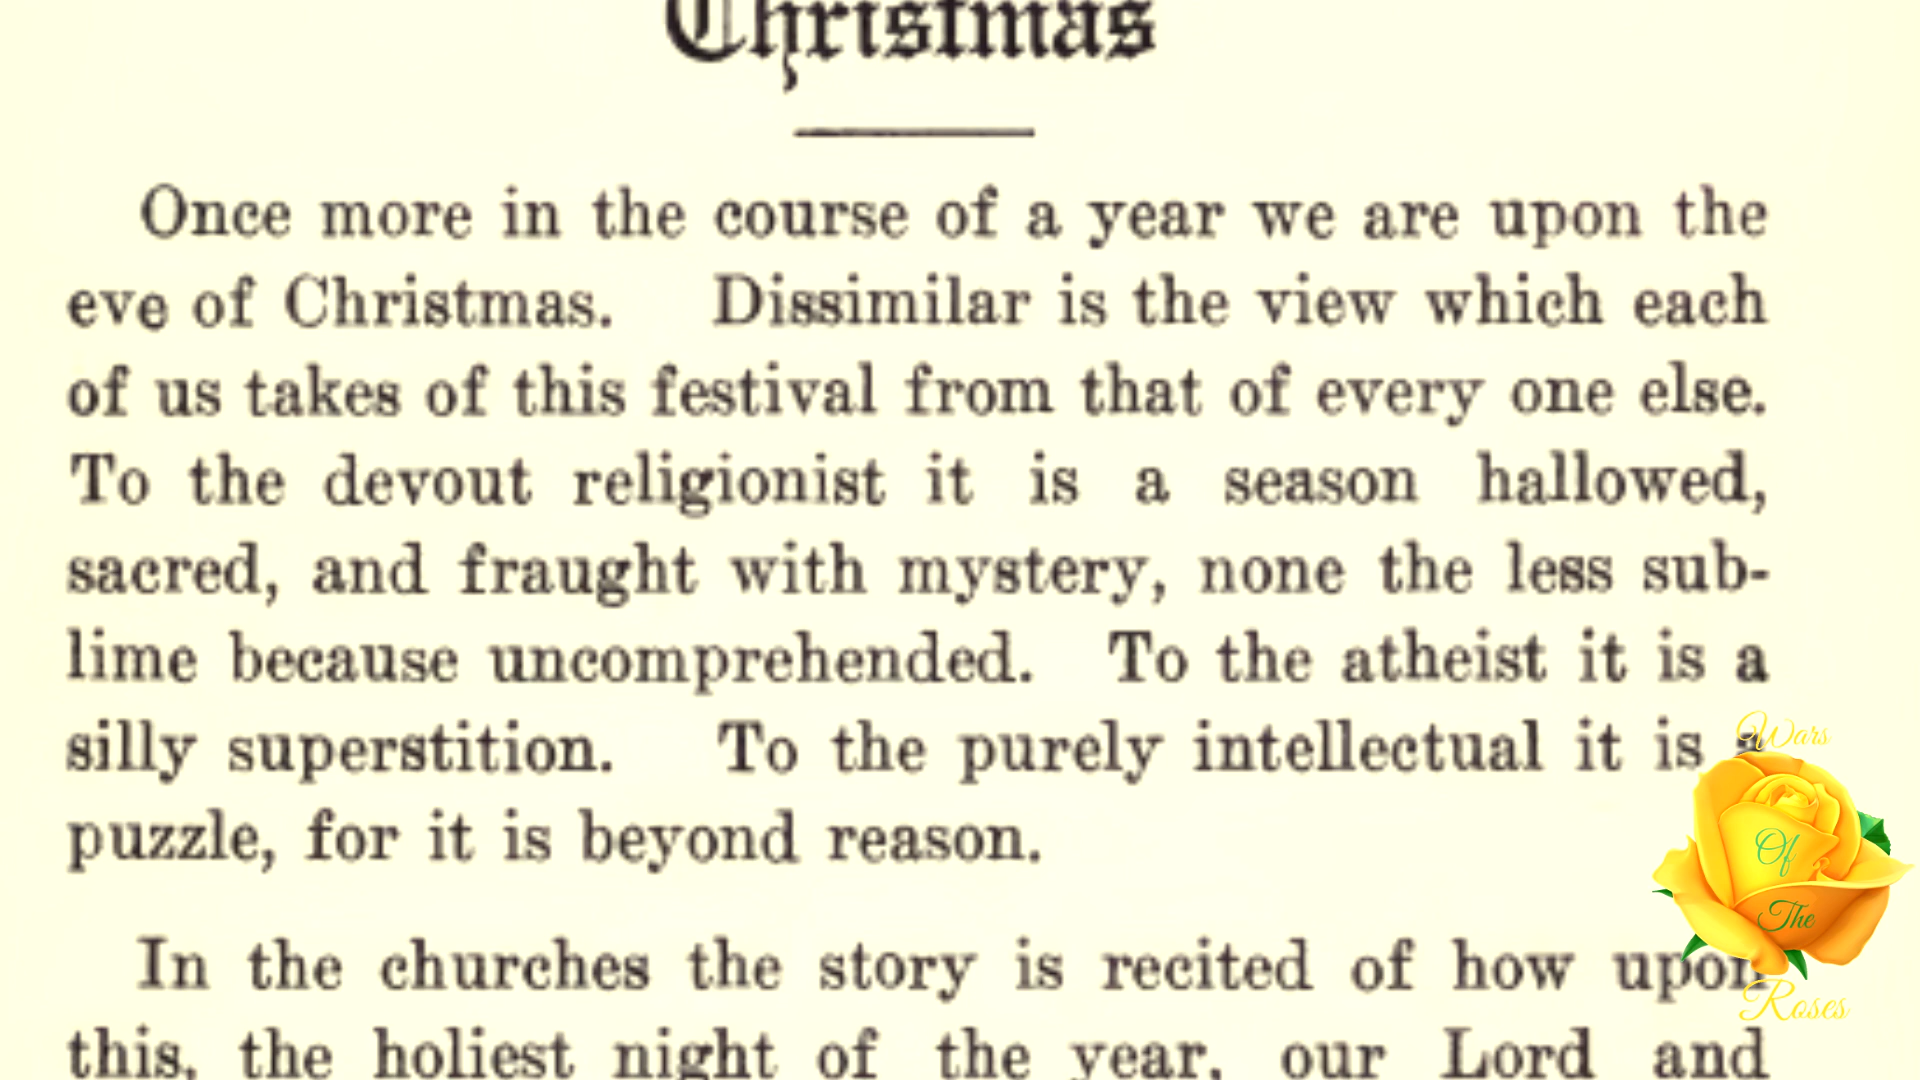 Christmas
Once more in the course of a year we are upon the
eve of Christmas. Dissimilar is the view which each
of us takes of this festival from that of every one else.
To the devout religionist it is a season hallowed,
sacred, and fraught with mystery, none the less sub-
lime because uncomprehended. To the atheist it is a
silly superstition. To the purely intellectual it is
puzzle, for it is beyond reason.
In the churches the story is recited of how upon
this, the holiest night of the year, our Lord and
Wars
Of
The
Roses